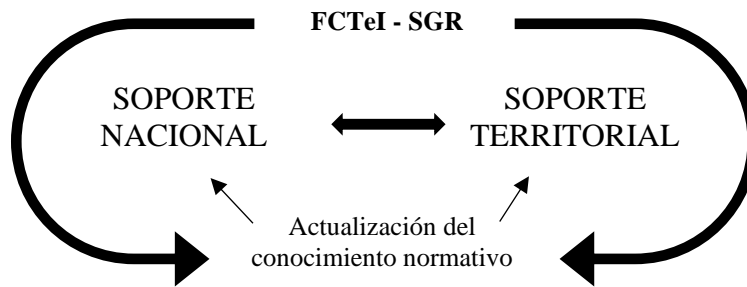 FCTeI - SGR
SOPORTE
NACIONAL
SOPORTE
TERRITORIAL
Actualización del
conocimiento normativo